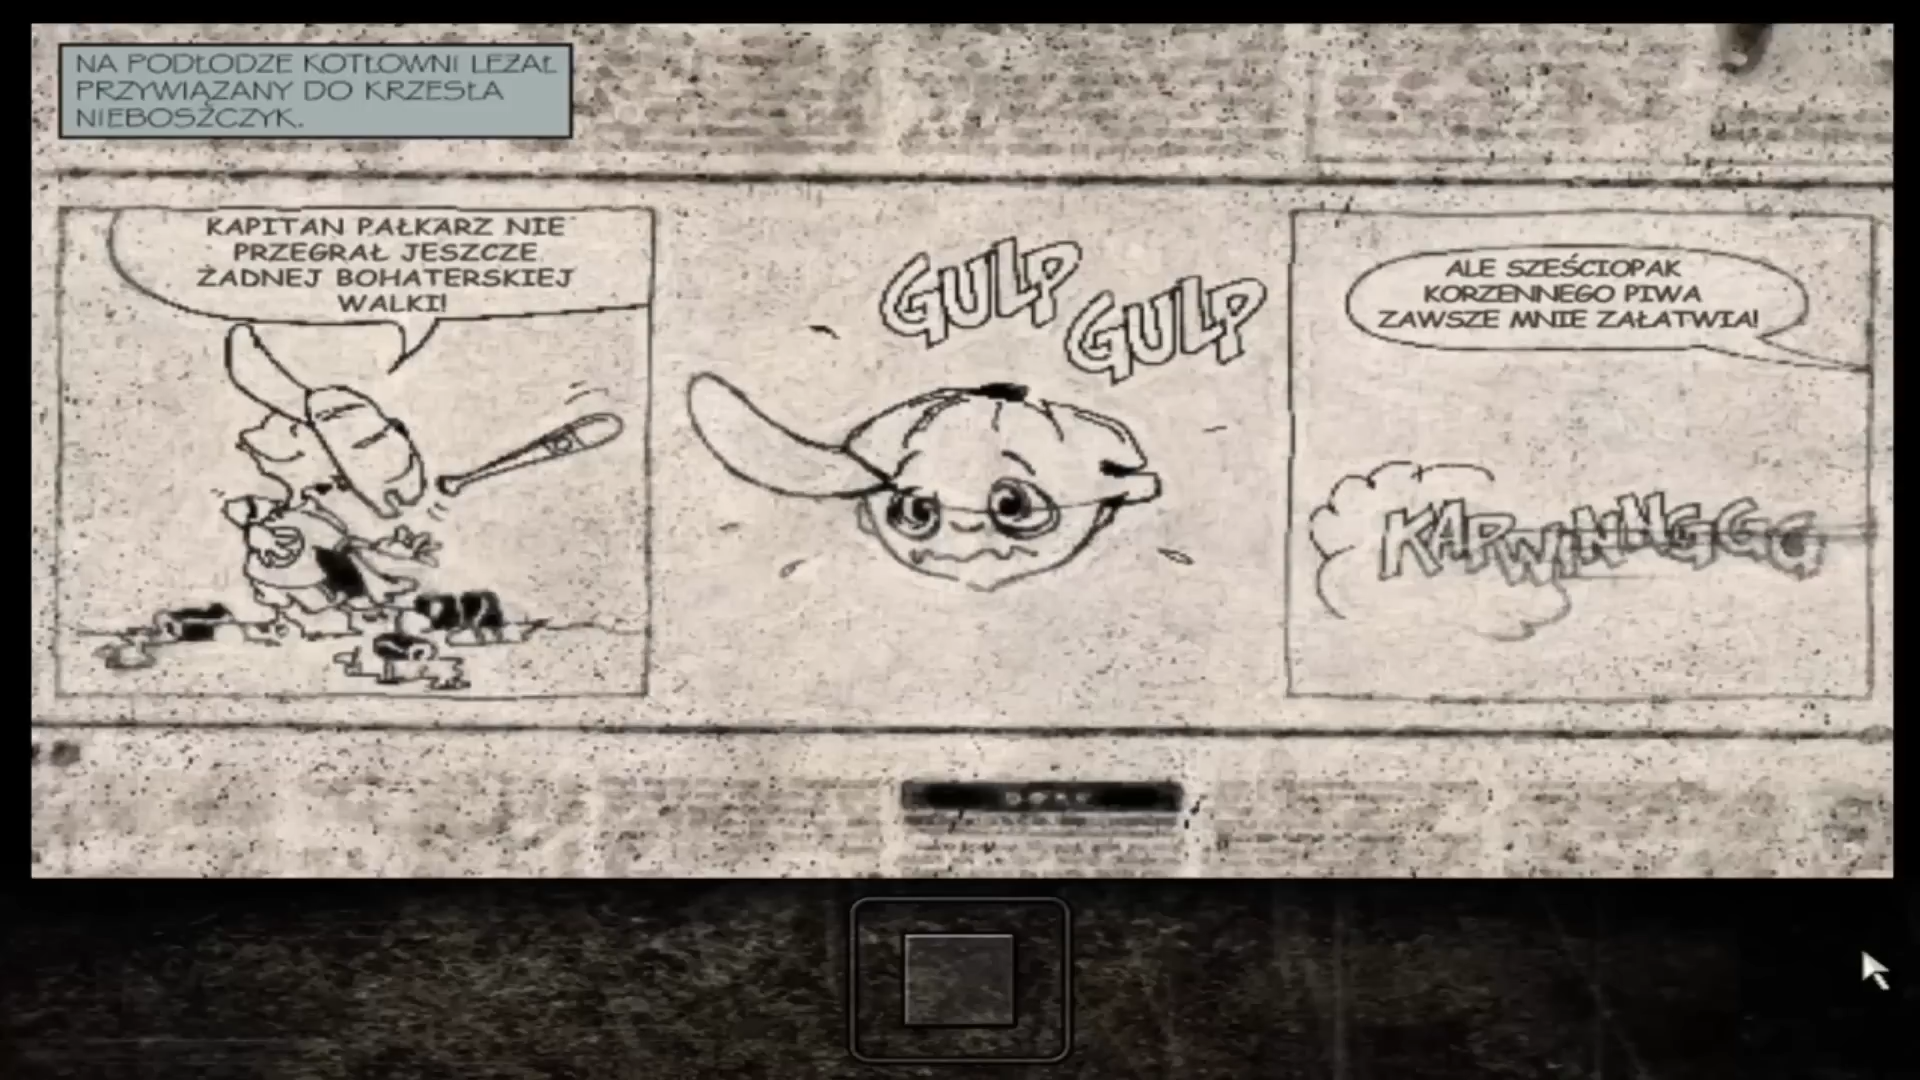 NA PODŁODZE KOTŁOWNI LEŻAŁ
PRZYWIĄZANY DO KRZESŁA
NIEBOSZCZYK.
KAPITAN PAŁKARZ NIE
PRZEGRAŁ JESZCZE
ŻADNEJ BOHATERSKIEJ
WALKI!
GULP
GULP
ALE SZEŚCIOPAK
KORZENNEGO PIWA
ZAWSZE MNIE ZAŁATWIA!